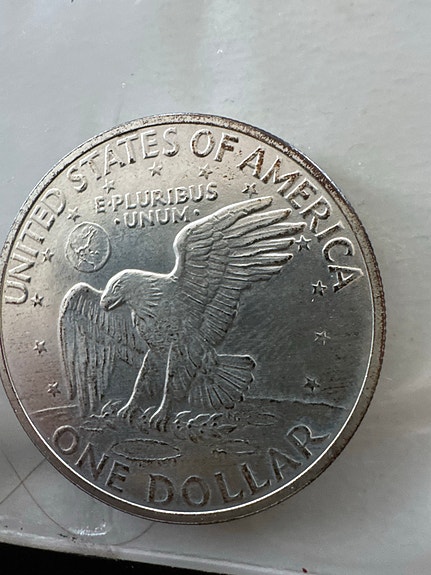 UNITED STATES OF AMERICA
E·PLURIBUS
·UNUM·
ONE DOLLAR